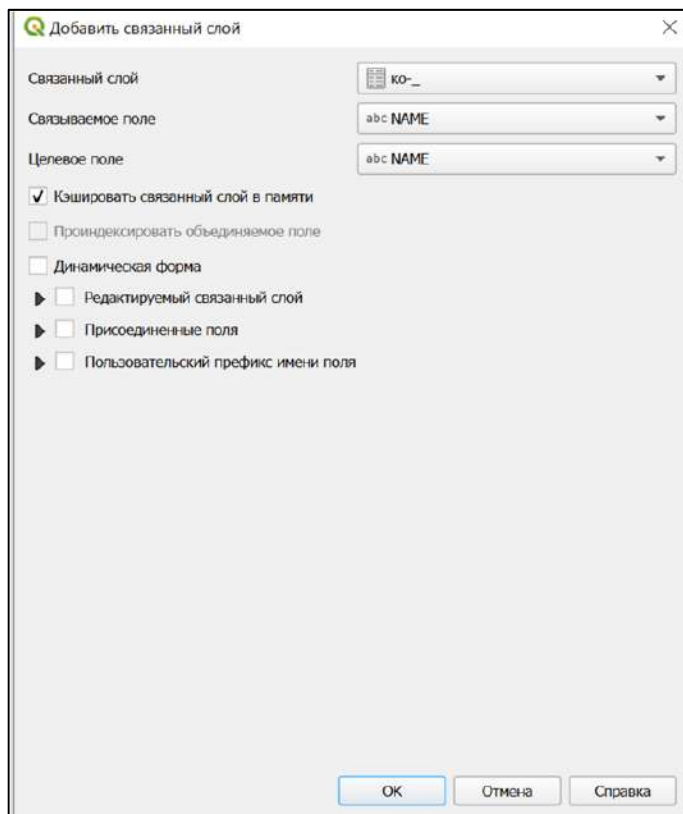 Добавить связанный слой
Связанный слой ко-_
Связываемое поле abc NAME
Целевое поле abc NAME
Кэшировать связанный слой в памяти
Проиндексировать объединяемое поле
Динамическая форма
Редактируемый связанный слой
Присоединенные поля
Пользовательский префикс имени поля
OK Отмена Справка